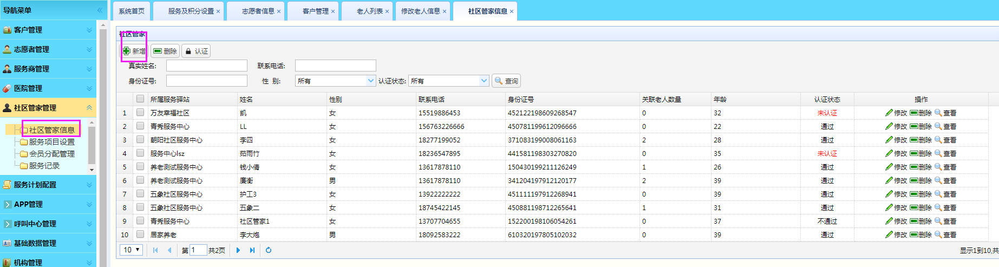 导航菜单
客户管理
志愿者管理
服务商管理
医院管理
社区管家管理
社区管家信息
服务项目设置
会员分配管理
服务记录
服务计划配置
APP管理
呼叫中心管理
基础数据管理
机构管理
系统首页 服务及积分设置 志愿者信息 客户管理 老人列表 修改老人信息 社区管家信息
社区管家
新增 删除 认证
真实姓名: 联系电话:
身份证号: 性 别: 所有 认证状态: 所有 查询
所属服务驿站 姓名 性别 联系电话 身份证号 关联老人数量 年龄 认证状态 操作
1 万友幸福社区 凯 女 15519886453 452122198609268547 0 32 未认证 修改 删除 查看
2 青秀服务中心 LL 女 156763226666 450781199612096666 0 22 通过 修改 删除 查看
3 朝阳社区服务中心 李四 女 18277199052 371083199008061163 2 28 通过 修改 删除 查看
4 服务中心lsz 茹雨竹 女 18236547895 441581198303270820 0 35 未认证 修改 删除 查看
5 养老测试服务中心 钱小倩 女 13617878110 150430199211126249 1 26 通过 修改 删除 查看
6 养老测试服务中心 廉衡 男 13617878110 341204197912120177 2 39 通过 修改 删除 查看
7 五象社区服务中心 护工3 女 13922222222 451111197912268941 0 39 通过 修改 删除 查看
8 五象社区服务中心 五象二 女 18745422145 450881198712265641 1 31 通过 修改 删除 查看
9 青秀服务中心 社区管家1 女 13707704655 152200198106054261 0 37 不通过 修改 删除 查看
10 居家养老 李大炮 男 18092583222 610320197805102032 0 39 通过 修改 删除 查看
10 第 1 共2页 显示1到10,共